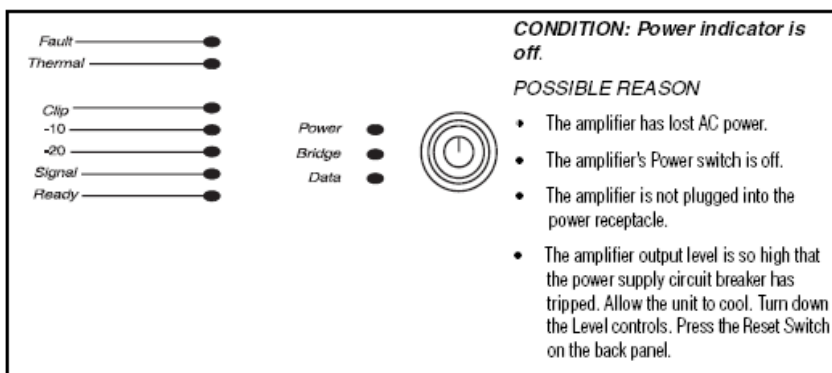 Fault
Thermal
Clip
-10
-20
Signal
Ready
Power
Bridge
Data
CONDITION: Power indicator is
off.
POSSIBLE REASON
• The amplifier has lost AC power.
• The amplifier's Power switch is off.
• The amplifier is not plugged into the
power receptacle.
• The amplifier output level is so high that
the power supply circuit breaker has
tripped. Allow the unit to cool. Turn down
the Level controls. Press the Reset Switch
on the back panel.